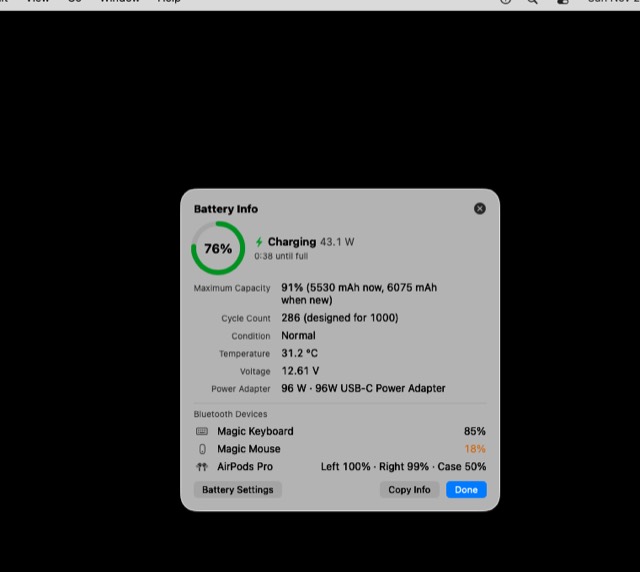 Battery Info
76%
Charging 43.1 W
0:38 until full
Maximum Capacity 91% (5530 mAh now, 6075 mAh
when new)
Cycle Count 286 (designed for 1000)
Condition Normal
Temperature 31.2 °C
Voltage 12.61 V
Power Adapter 96 W · 96W USB-C Power Adapter
Bluetooth Devices
Magic Keyboard 85%
Magic Mouse 18%
AirPods Pro Left 100% · Right 99% · Case 50%
Battery Settings Copy Info Done